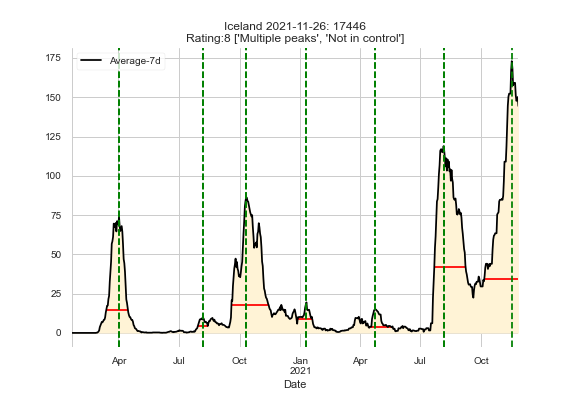 Iceland 2021-11-26: 17446
Rating:8 ['Multiple peaks', 'Not in control']
Average-7d
175
150
125
100
75
50
25
0
Apr Jul Oct Jan Apr Jul Oct
2021
Date